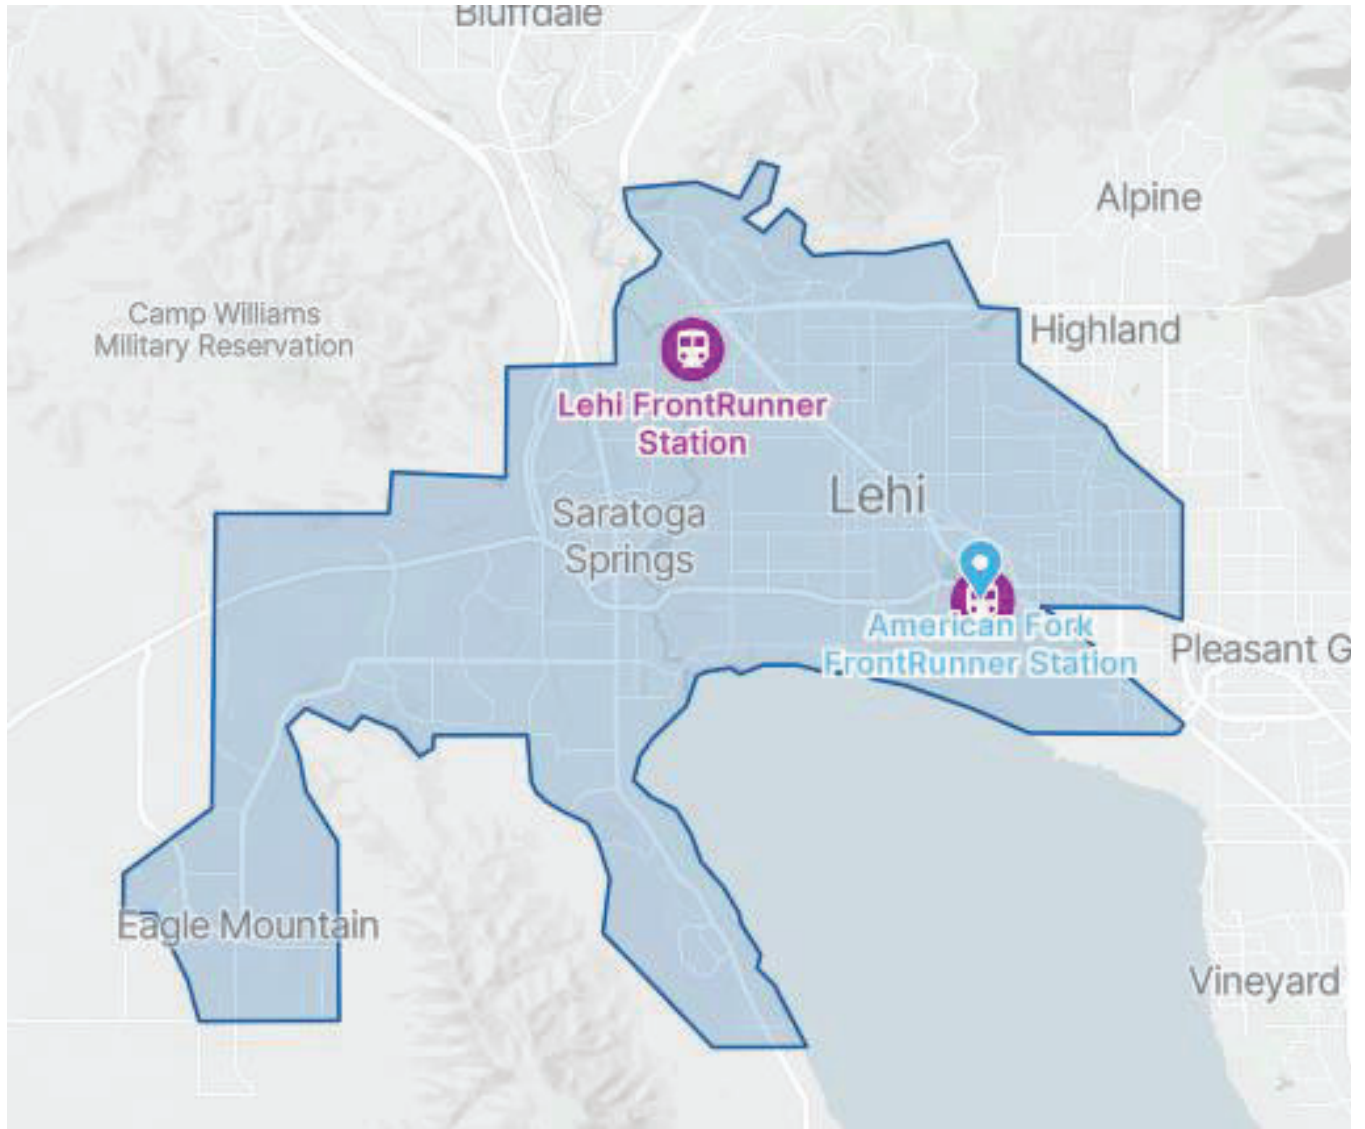 Bluffdale
Alpine
Camp Williams
Military Reservation
Highland
Lehi FrontRunner
Station
Lehi
Saratoga
Springs
American Fork
FrontRunner Station
Pleasant G
Eagle Mountain
Vineyard